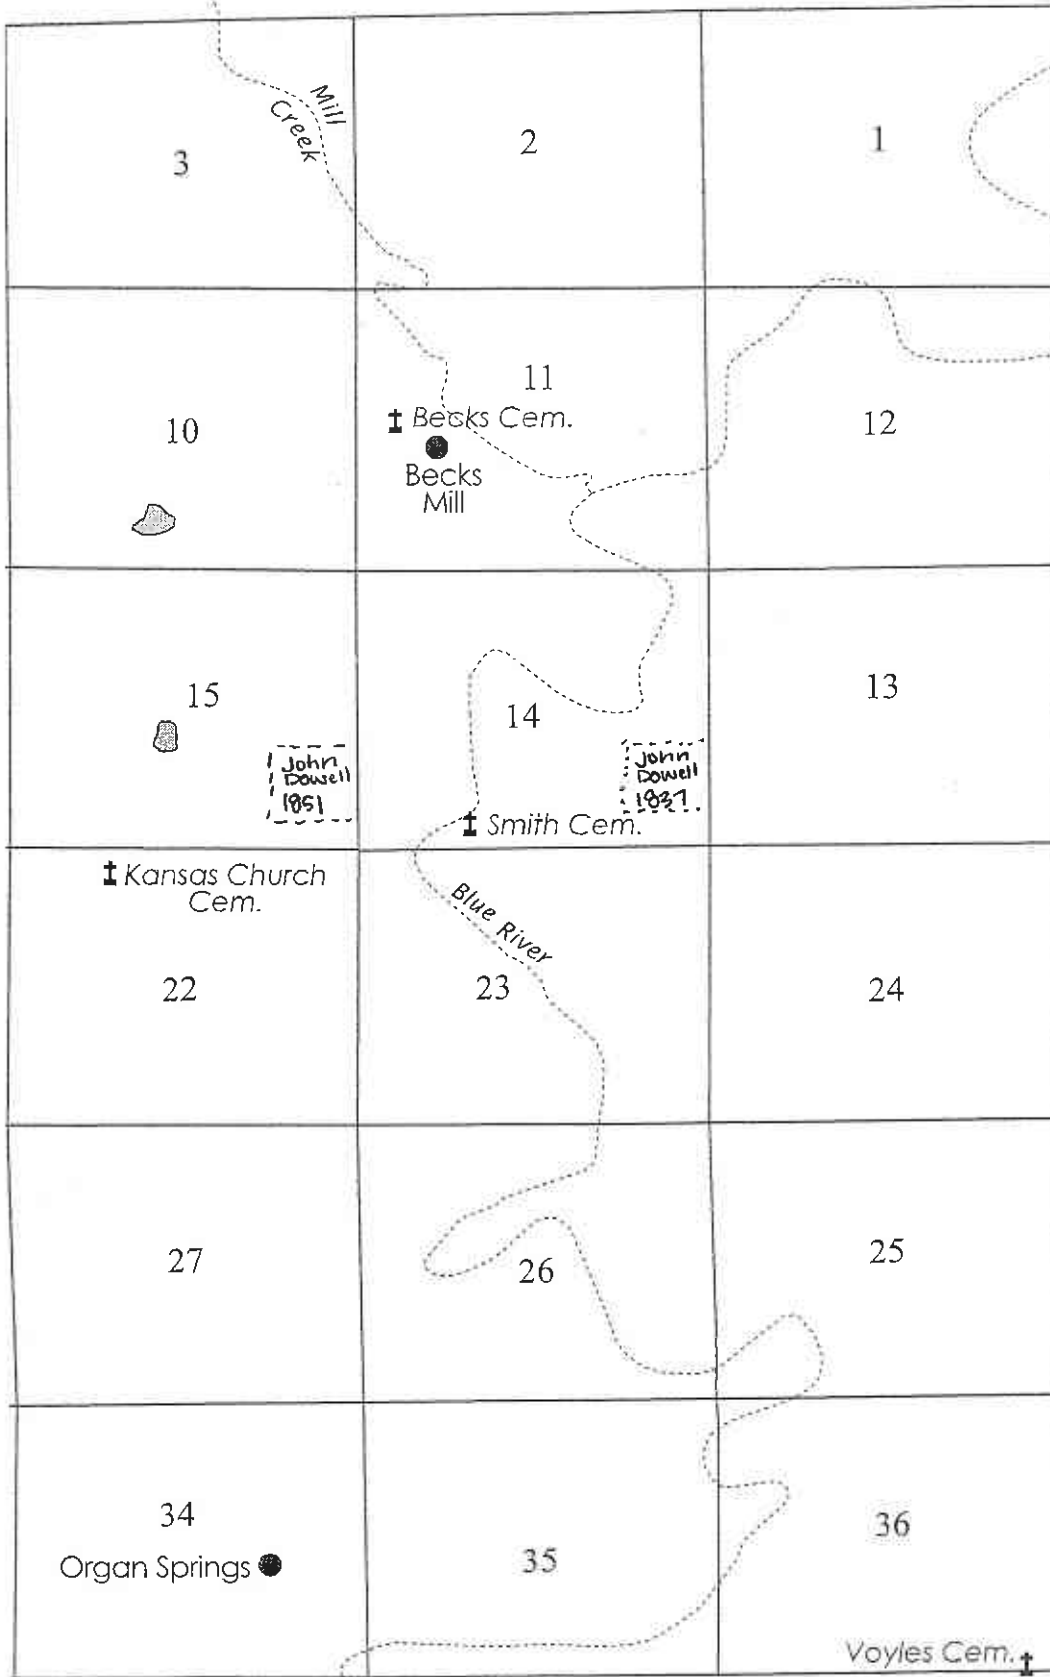 Mill
Creek
3
2
1
10
11
Becks Cem.
Becks
Mill
12
15
John
Dowell
1851
14
John
Dowell
1837
Smith Cem.
13
Kansas Church
Cem.
22
Blue River
23
24
27
26
25
34
Organ Springs
35
36
Voyles Cem.